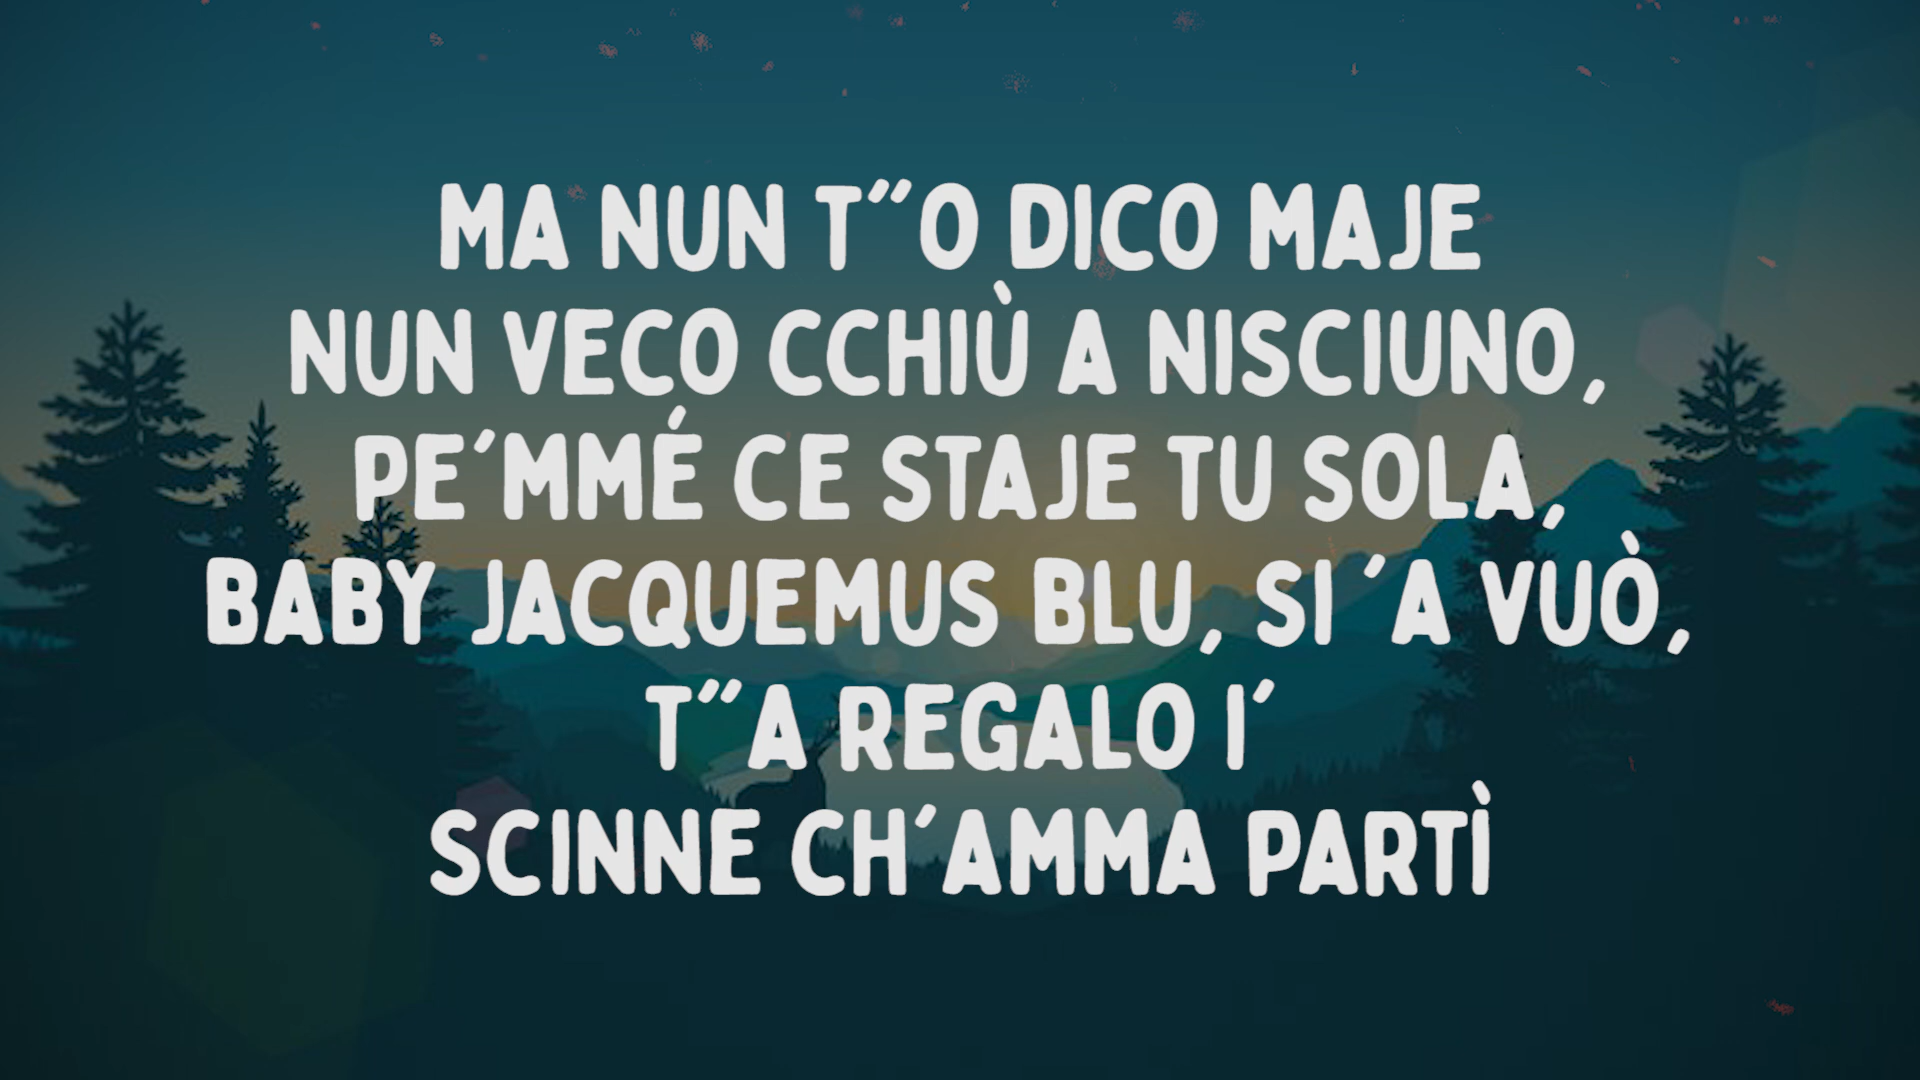 MA NUN T''O DICO MAJE
NUN VECO CCHIÙ A NISCIUNO,
PE'MMÉ CE STAJE TU SOLA,
BABY JACQUEMUS BLU, SI 'A VUÒ,
T''A REGALO I'
SCINNE CH'AMMA PARTÌ